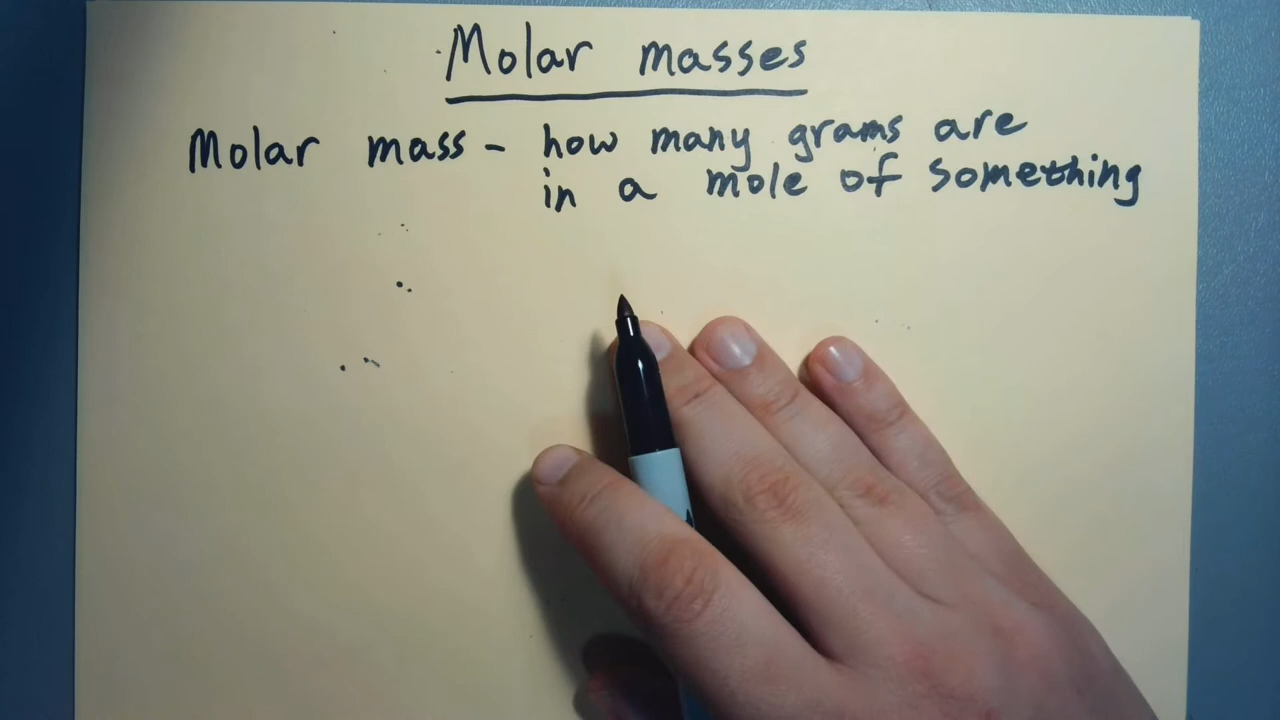 Molar masses
Molar mass - how many grams are
in a mole of something